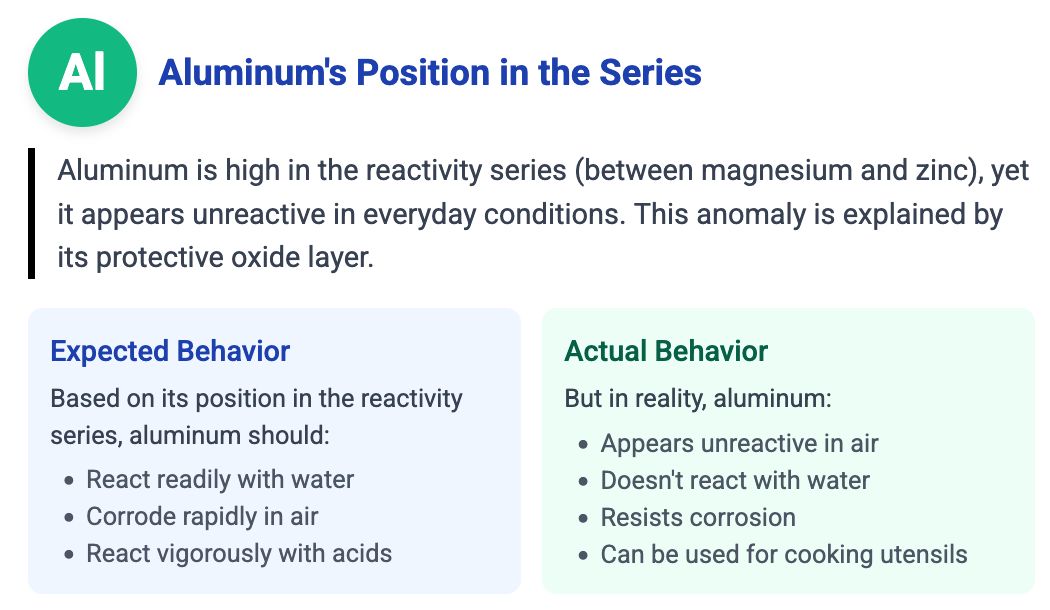 Al
Aluminum's Position in the Series
Aluminum is high in the reactivity series (between magnesium and zinc), yet
it appears unreactive in everyday conditions. This anomaly is explained by
its protective oxide layer.
Expected Behavior
Based on its position in the reactivity
series, aluminum should:
• React readily with water
• Corrode rapidly in air
• React vigorously with acids
Actual Behavior
But in reality, aluminum:
• Appears unreactive in air
• Doesn't react with water
• Resists corrosion
• Can be used for cooking utensils